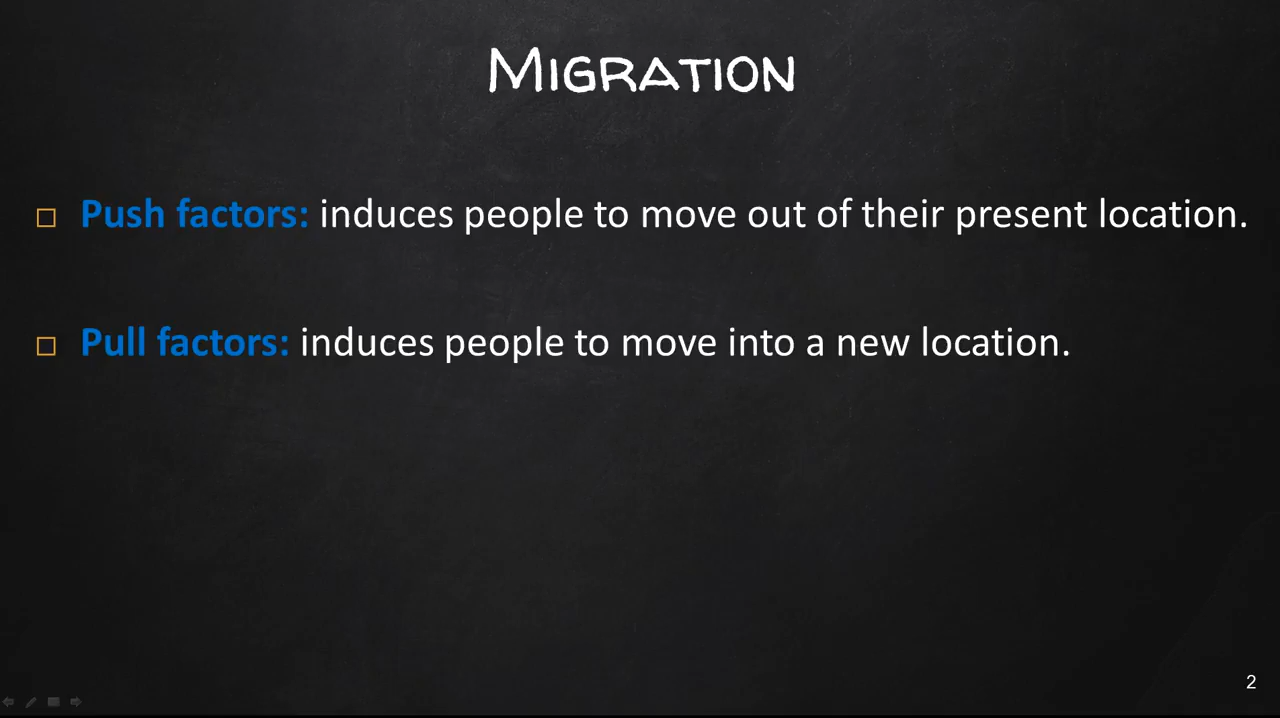 Migration
Push factors: induces people to move out of their present location.
Pull factors: induces people to move into a new location.
2